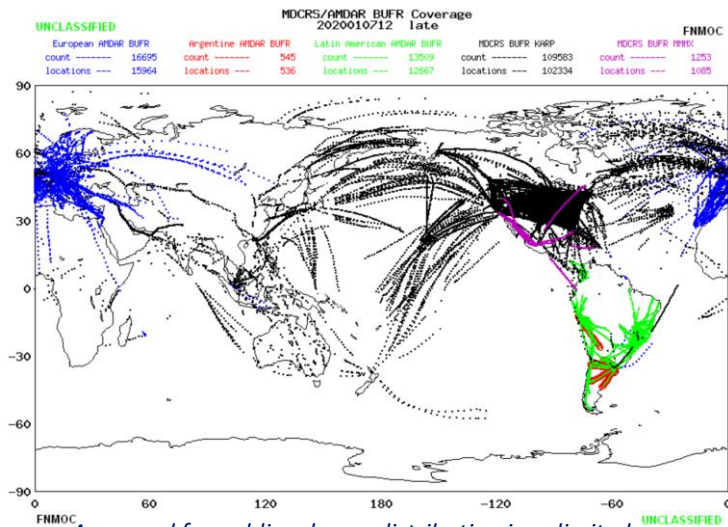 MDCRS/AMDAR BUFR Coverage
UNCLASSIFIED 2020010712 late FNMOC
European AMDAR BUFR Argentine AMDAR BUFR Latin American AMDAR BUFR MDCRS BUFR KARP MDCRS BUFR MMMX
count ------- 16695 count ------- 545 count ------- 13509 count ------- 109583 count ------- 1253
locations --- 15964 locations --- 536 locations --- 12667 locations --- 102334 locations --- 1085
90
60
30
0
-30
-60
-90
0 60 120 180 -120 -60 0
FNMOC UNCLASSIFIED